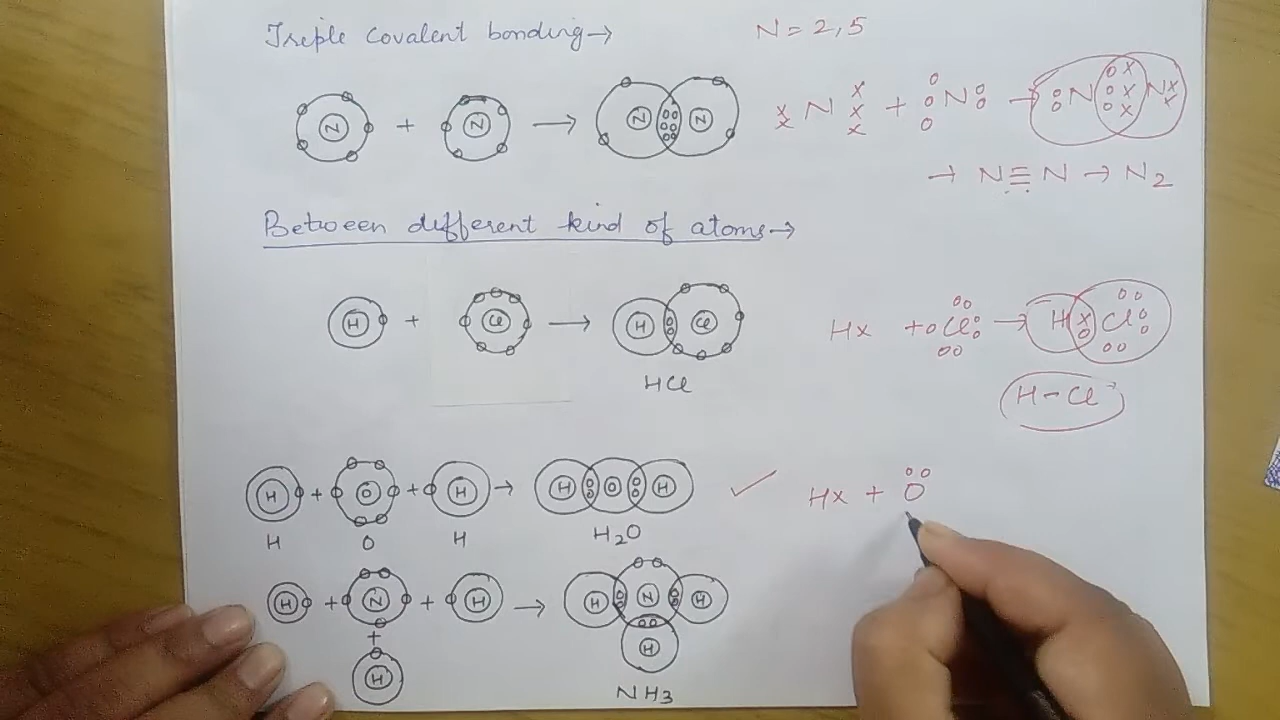 Treple covalent bonding→ N = 2,5
N + N → N N ẋ N ẋ + N → N N
→ N≡N → N2
Between different kind of atoms→
H + Cl → H Cl Hx + Cl → H x Cl
HCl H-Cl
H + O + H → H O H ✓ Hx + O
H O H H2O
H + N + H → H N H
+
H H
NH3